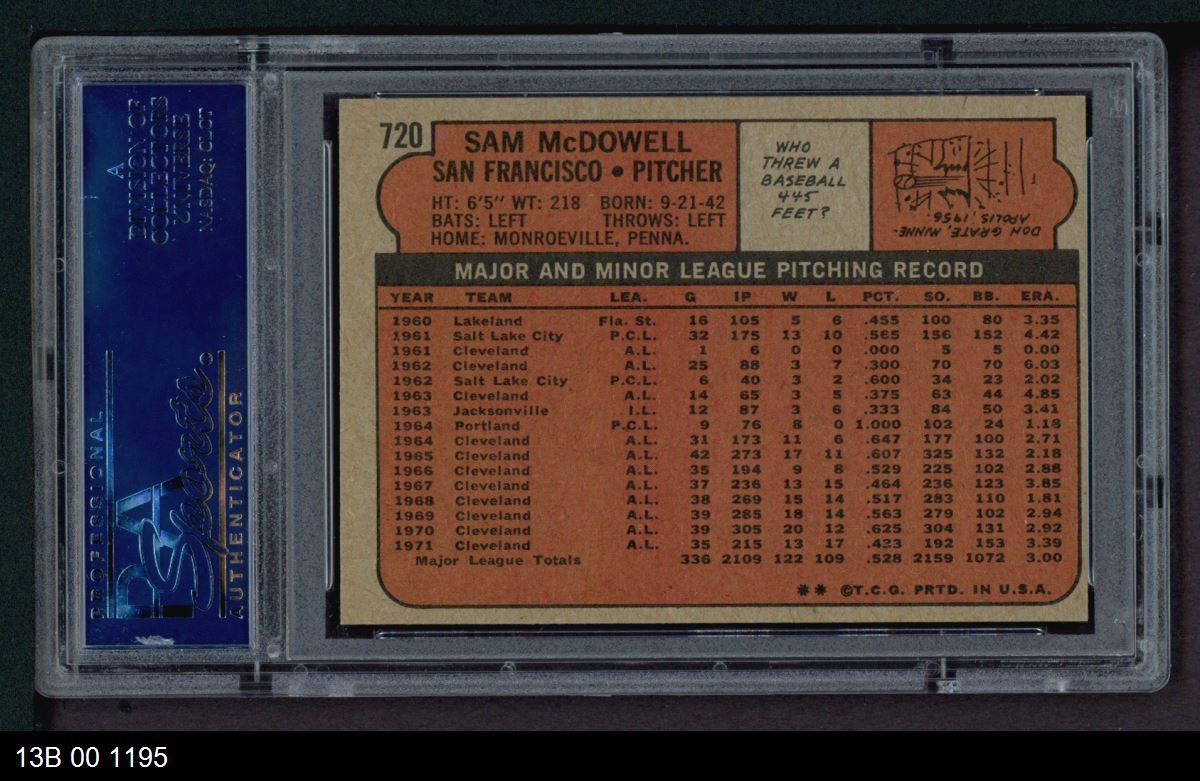 A
DIVISION OF
COLLECTORS
UNIVERSE
NASDAQ: CLCT
PROFESSIONAL
PSA
Sports
AUTHENTICATOR
720
SAM McDOWELL
SAN FRANCISCO • PITCHER
HT: 6'5" WT: 218 BORN: 9-21-42
BATS: LEFT THROWS: LEFT
HOME: MONROEVILLE, PENNA.
WHO
THREW A
BASEBALL
445
FEET?
DON GRATE, MINNE-
APOLIS, 1956
MAJOR AND MINOR LEAGUE PITCHING RECORD
YEAR TEAM LEA. G IP W L PCT. SO. BB. ERA.
1960 Lakeland Fla. St. 16 105 5 6 .455 100 80 3.35
1961 Salt Lake City P.C.L. 32 175 13 10 .565 156 152 4.42
1961 Cleveland A.L. 1 6 0 0 .000 5 5 0.00
1962 Cleveland A.L. 25 88 3 7 .300 70 70 6.03
1962 Salt Lake City P.C.L. 6 40 3 2 .600 34 23 2.02
1963 Cleveland A.L. 14 65 3 5 .375 63 44 4.85
1963 Jacksonville I.L. 12 87 3 6 .333 84 50 3.41
1964 Portland P.C.L. 9 76 8 0 1.000 102 24 1.18
1964 Cleveland A.L. 31 173 11 6 .647 177 100 2.71
1965 Cleveland A.L. 42 273 17 11 .607 325 132 2.18
1966 Cleveland A.L. 35 194 9 8 .529 225 102 2.88
1967 Cleveland A.L. 37 236 13 15 .464 236 123 3.85
1968 Cleveland A.L. 38 269 15 14 .517 283 110 1.81
1969 Cleveland A.L. 39 285 18 14 .563 279 102 2.94
1970 Cleveland A.L. 39 305 20 12 .625 304 131 2.92
1971 Cleveland A.L. 35 215 13 17 .423 192 153 3.39
Major League Totals 336 2109 122 109 .528 2159 1072 3.00
** ©T.C.G. PRTD. IN U.S.A.
13B 00 1195